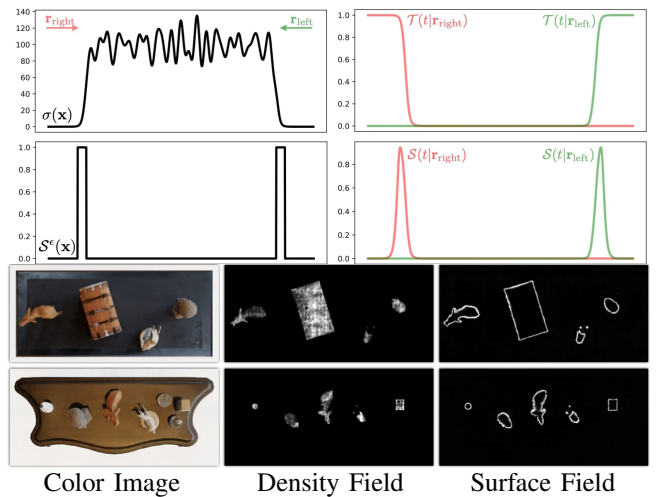 r_right
r_left
140
120
100
80
60
40
20
0
σ(x)
1.0
0.8
0.6
0.4
0.2
0.0
𝒯(t|r_right)
𝒯(t|r_left)
1.0
0.8
0.6
0.4
0.2
0.0
𝒮^ϵ(x)
0.8
0.6
0.4
0.2
0.0
𝒮(t|r_right)
𝒮(t|r_left)
Color Image
Density Field
Surface Field